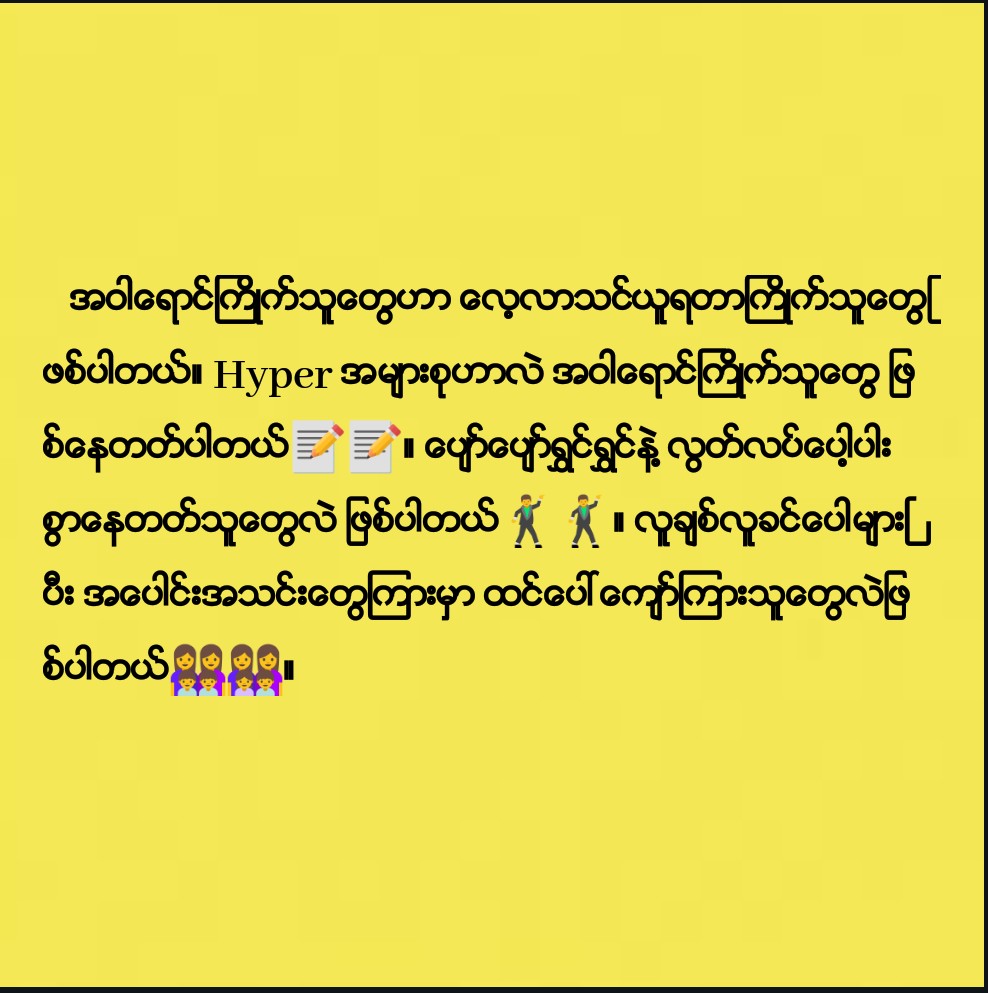 အဝါရောင်ကြိုက်သူတွေဟာ လေ့လာသင်ယူရတာကြိုက်သူတွေြ
ဖစ်ပါတယ်။ Hyper အများစုဟာလဲ အဝါရောင်ကြိုက်သူတွေ ဖြ
စ်နေတတ်ပါတယ်📝📝။ ပျော်ပျော်ရွှင်ရွှင်နဲ့ လွတ်လပ်ပေါ့ပါး
စွာနေတတ်သူတွေလဲ ဖြစ်ပါတယ်🕺🕺။ လူချစ်လူခင်ပေါများြ
ပီး အပေါင်းအသင်းတွေကြားမှာ ထင်ပေါ် ကျော်ကြားသူတွေလဲဖြ
စ်ပါတယ်👩‍👩‍👦‍👦👩‍👩‍👧‍👦။